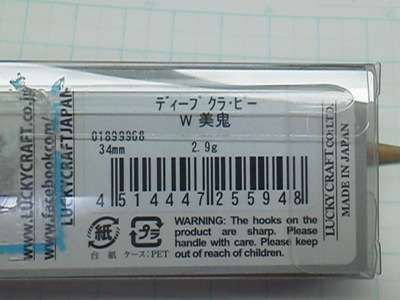 www.LUCKYCRAFT.co.jp
www.facebook.com/
LUCKYCRAFTJAPAN
ディープ クラ・ピー
W 美鬼
01899968
34mm 2.9g
4 514447 255948
紙
プラ
台 紙 ケース:PET
WARNING: The hooks on the
product are sharp. Please
handle with care. Please keep
out of reach of children.
LUCKY CRAFT CO.,LTD.
MADE IN JAPAN